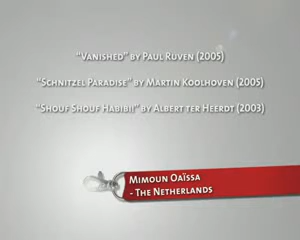 "Vanished" by Paul Ruven (2005)
"Schnitzel Paradise" by Martin Koolhoven (2005)
"Shouf Shouf Habibi!" by Albert ter Heerdt (2003)
Mimoun Oaïssa
- The Netherlands